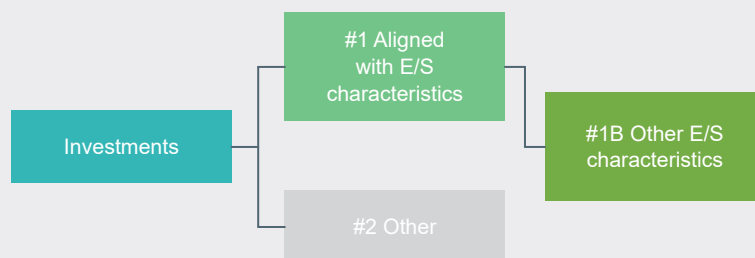 #1 Aligned
with E/S
characteristics
Investments
#1B Other E/S
characteristics
#2 Other